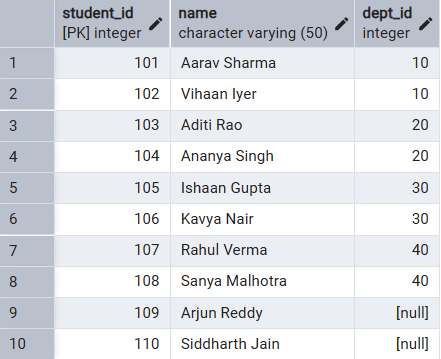 student_id name dept_id
[PK] integer character varying (50) integer
1 101 Aarav Sharma 10
2 102 Vihaan Iyer 10
3 103 Aditi Rao 20
4 104 Ananya Singh 20
5 105 Ishaan Gupta 30
6 106 Kavya Nair 30
7 107 Rahul Verma 40
8 108 Sanya Malhotra 40
9 109 Arjun Reddy [null]
10 110 Siddharth Jain [null]